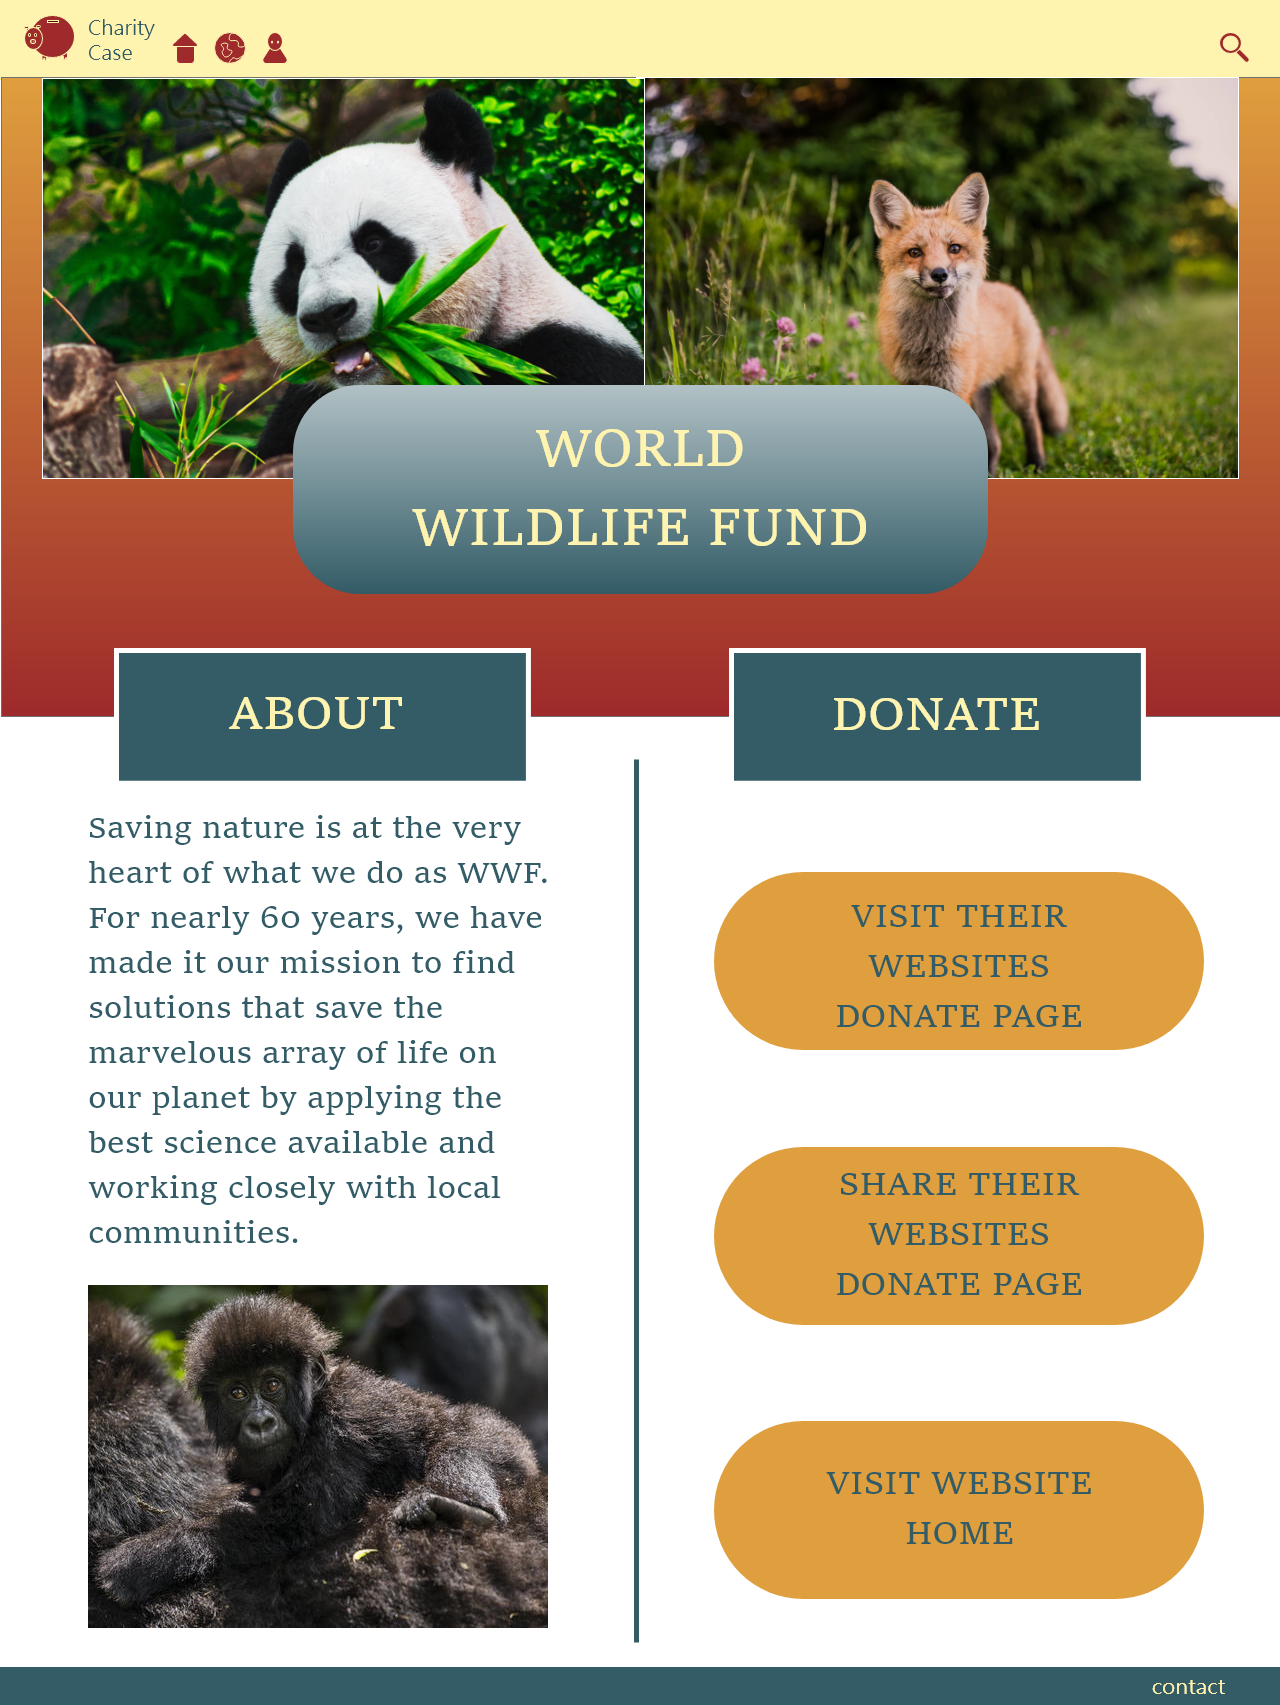 Charity
Case
WORLD
WILDLIFE FUND
ABOUT
Saving nature is at the very
heart of what we do as WWF.
For nearly 60 years, we have
made it our mission to find
solutions that save the
marvelous array of life on
our planet by applying the
best science available and
working closely with local
communities.
DONATE
VISIT THEIR
WEBSITES
DONATE PAGE
SHARE THEIR
WEBSITES
DONATE PAGE
VISIT WEBSITE
HOME
contact